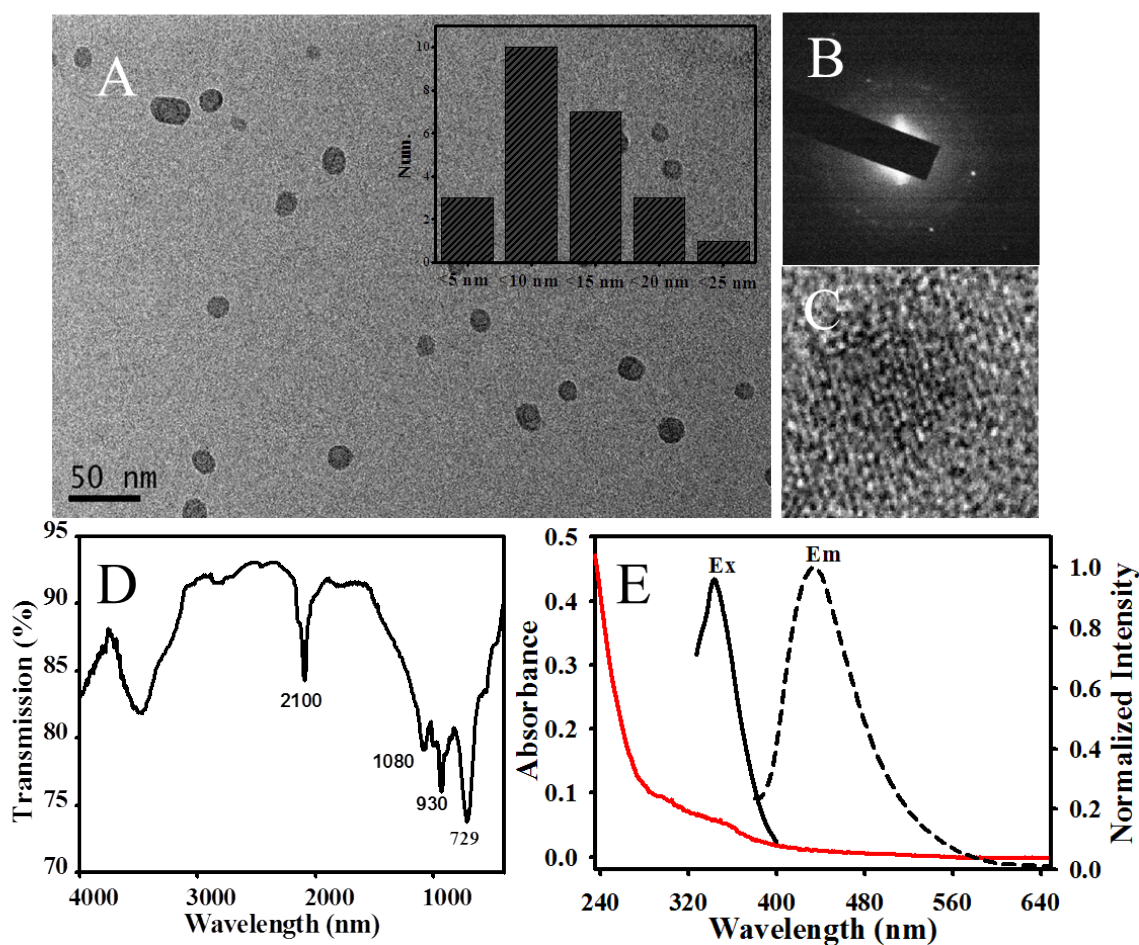 A
Num.
10
8
6
4
2
0
<5 nm <10 nm <15 nm <20 nm <25 nm
50 nm
B
C
D
Transmission (%)
95
90
85
80
75
70
2100
1080
930
729
4000 3000 2000 1000
Wavelength (nm)
E
Ex
Em
Absorbance
0.5
0.4
0.3
0.2
0.1
0.0
Normalized Intensity
1.0
0.8
0.6
0.4
0.2
0.0
240 320 400 480 560 640
Wavelength (nm)